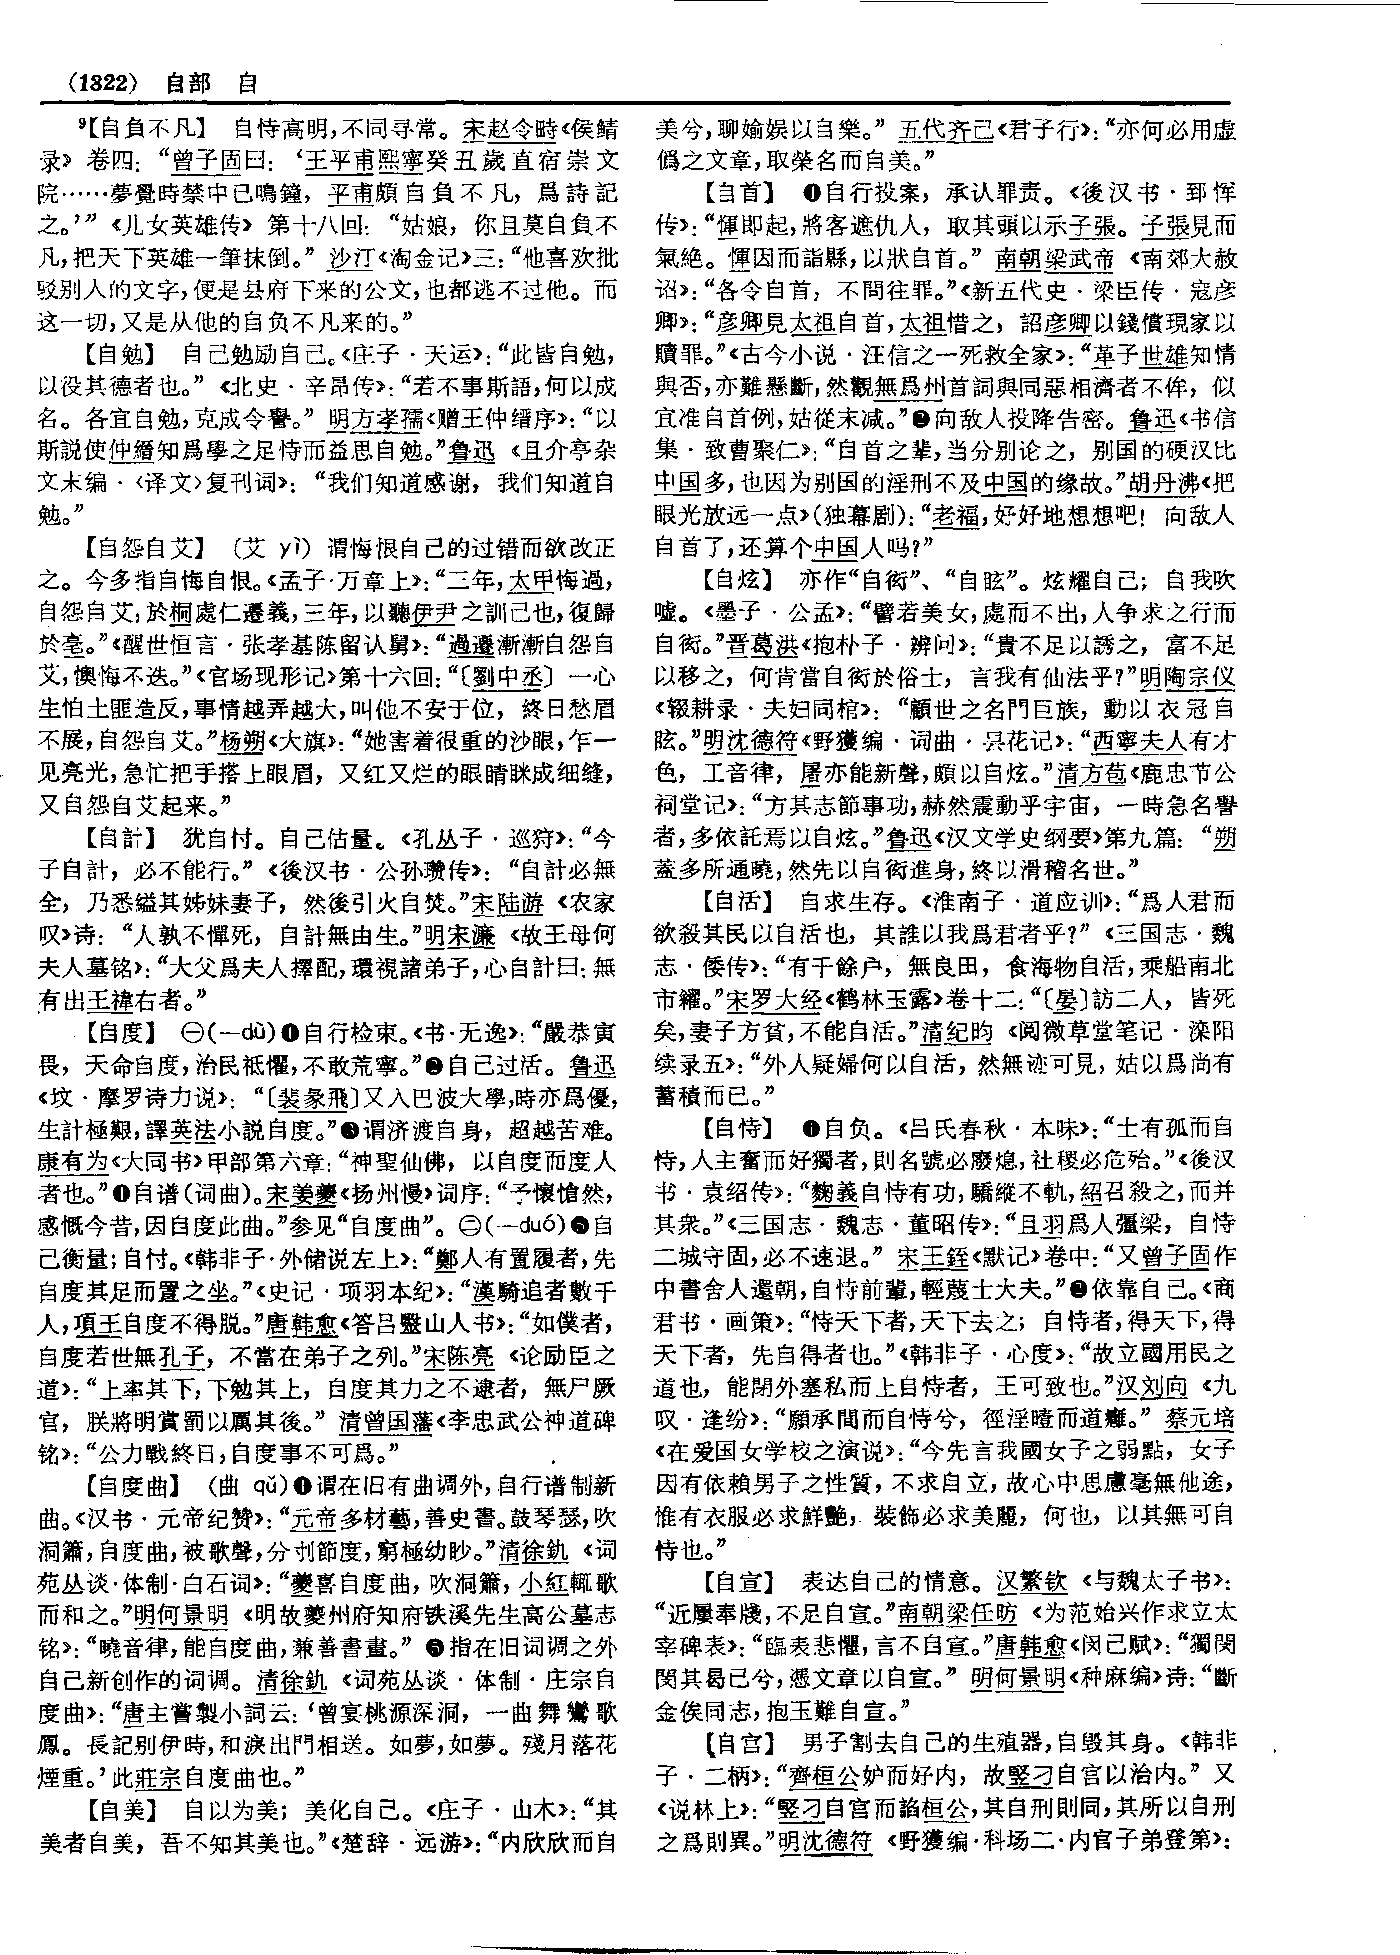 （1322） 自部 自
⁹【自負不凡】 自恃高明，不同寻常。宋赵令畤《侯鲭
录》卷四：“曾子固曰：‘王平甫熙寧癸丑歲直宿崇文
院……夢覺時禁中已鳴鐘，平甫頗自負不凡，爲詩記
之。’”《儿女英雄传》第十八回：“姑娘，你且莫自負不
凡，把天下英雄一筆抹倒。”沙汀《淘金记》三：“他喜欢批
驳别人的文字，便是县府下来的公文，也都逃不过他。而
这一切，又是从他的自负不凡来的。”
【自勉】 自己勉励自己。《庄子·天运》：“此皆自勉，
以役其德者也。”《北史·辛昂传》：“若不事斯語，何以成
名。各宜自勉，克成令譽。”明方孝孺《赠王仲缙序》：“以
斯説使仲縉知爲學之足恃而益思自勉。”鲁迅《且介亭杂
文末编·〈译文〉复刊词》：“我们知道感谢，我们知道自
勉。”
【自怨自艾】（艾 yì）谓悔恨自己的过错而欲改正
之。今多指自悔自恨。《孟子·万章上》：“三年，太甲悔過，
自怨自艾；於桐處仁遷義，三年，以聽伊尹之訓己也，復歸
於亳。”《醒世恒言·张孝基陈留认舅》：“過遷漸漸自怨自
艾，懊悔不迭。”《官场现形记》第十六回：“〔劉中丞〕一心
生怕土匪造反，事情越弄越大，叫他不安于位，終日愁眉
不展，自怨自艾。”杨朔《大旗》：“她害着很重的沙眼，乍一
见亮光，急忙把手搭上眼眉，又红又烂的眼睛眯成细缝，
又自怨自艾起来。”
【自計】 犹自忖。自己估量。《孔丛子·巡狩》：“今
子自計，必不能行。”《後汉书·公孙瓒传》：“自計必無
全，乃悉縊其姊妹妻子，然後引火自焚。”宋陆游《农家
叹》诗：“人孰不憚死，自計無由生。”明宋濂《故王母何
夫人墓铭》：“大父爲夫人擇配，環視諸弟子，心自計曰：無
有出王禕右者。”
【自度】 ㊀(—dù)❶自行检束。《书·无逸》：“嚴恭寅
畏，天命自度，治民祗懼，不敢荒寧。”❷自己过活。鲁迅
《坟·摩罗诗力说》：“〔裴彖飛〕又入巴波大學，時亦爲優，
生計極艱，譯英法小説自度。”❸谓济渡自身，超越苦难。
康有为《大同书》甲部第六章：“神聖仙佛，以自度而度人
者也。”❹自谱（词曲）。宋姜夔《扬州慢》词序：“予懷愴然，
感慨今昔，因自度此曲。”参见“自度曲”。㊁(—duó)❺自
己衡量；自忖。《韩非子·外储说左上》：“鄭人有置履者，先
自度其足而置之坐。”《史记·项羽本纪》：“漢騎追者數千
人，項王自度不得脱。”唐韩愈《答吕毉山人书》：“如僕者，
自度若世無孔子，不當在弟子之列。”宋陈亮《论励臣之
道》：“上率其下，下勉其上，自度其力之不逮者，無尸厥
官，朕將明賞罰以厲其後。”清曾国藩《李忠武公神道碑
铭》：“公力戰終日，自度事不可爲。”
【自度曲】（曲 qǔ）❶谓在旧有曲调外，自行谱制新
曲。《汉书·元帝纪赞》：“元帝多材藝，善史書。鼓琴瑟，吹
洞簫，自度曲，被歌聲，分刌節度，窮極幼眇。”清徐釚《词
苑丛谈·体制·白石词》：“夔喜自度曲，吹洞簫，小紅輒歌
而和之。”明何景明《明故夔州府知府铁溪先生高公墓志
铭》：“曉音律，能自度曲，兼善書畫。”❷指在旧词调之外
自己新创作的词调。清徐釚《词苑丛谈·体制·庄宗自
度曲》：“唐主嘗製小詞云：‘曾宴桃源深洞，一曲舞鸞歌
鳳。長記别伊時，和淚出門相送。如夢，如夢。殘月落花
煙重。’此莊宗自度曲也。”
【自美】 自以为美；美化自己。《庄子·山木》：“其
美者自美，吾不知其美也。”《楚辞·远游》：“内欣欣而自
美兮，聊媮娱以自樂。”五代齐己《君子行》：“亦何必用虚
僞之文章，取榮名而自美。”
【自首】 ❶自行投案，承认罪责。《後汉书·郅恽
传》：“惲即起，將客遮仇人，取其頭以示子張。子張見而
氣絶。惲因而詣縣，以狀自首。”南朝梁武帝《南郊大赦
诏》：“各令自首，不問往罪。”《新五代史·梁臣传·寇彦
卿》：“彦卿見太祖自首，太祖惜之，詔彦卿以錢償現家以
贖罪。”《古今小说·汪信之一死救全家》：“革子世雄知情
與否，亦難懸斷，然觀無爲州首詞與同惡相濟者不侔，似
宜准自首例，姑從末减。”❷向敌人投降告密。鲁迅《书信
集·致曹聚仁》：“自首之輩，当分别论之，别国的硬汉比
中国多，也因为别国的淫刑不及中国的缘故。”胡丹沸《把
眼光放远一点》（独幕剧）：“老福，好好地想想吧！向敌人
自首了，还算个中国人吗？”
【自炫】 亦作“自衒”、“自眩”。炫耀自己；自我吹
嘘。《墨子·公孟》：“譬若美女，處而不出，人争求之行而
自衒。”晋葛洪《抱朴子·辨问》：“貴不足以誘之，富不足
以移之，何肯當自衒於俗士，言我有仙法乎？”明陶宗仪
《辍耕录·夫妇同棺》：“顧世之名門巨族，動以衣冠自
眩。”明沈德符《野獲编·词曲·昙花记》：“西寧夫人有才
色，工音律，屠亦能新聲，頗以自炫。”清方苞《鹿忠节公
祠堂记》：“方其志節事功，赫然震動乎宇宙，一時急名譽
者，多依託焉以自炫。”鲁迅《汉文学史纲要》第九篇：“朔
蓋多所通曉，然先以自衒進身，終以滑稽名世。”
【自活】 自求生存。《淮南子·道应训》：“爲人君而
欲殺其民以自活也，其誰以我爲君者乎？”《三国志·魏
志·倭传》：“有千餘户，無良田，食海物自活，乘船南北
市糴。”宋罗大经《鹤林玉露》卷十二：“〔晏〕訪二人，皆死
矣，妻子方貧，不能自活。”清纪昀《阅微草堂笔记·滦阳
续录五》：“外人疑婦何以自活，然無迹可見，姑以爲尚有
蓄積而已。”
【自恃】 ❶自负。《吕氏春秋·本味》：“士有孤而自
恃，人主奮而好獨者，則名號必廢熄，社稷必危殆。”《後汉
书·袁绍传》：“麴義自恃有功，驕縱不軌，紹召殺之，而并
其衆。”《三国志·魏志·董昭传》：“且羽爲人彊梁，自恃
二城守固，必不速退。”宋王銍《默记》卷中：“又曾子固作
中書舍人還朝，自恃前輩，輕蔑士大夫。”❷依靠自己。《商
君书·画策》：“恃天下者，天下去之；自恃者，得天下，得
天下者，先自得者也。”《韩非子·心度》：“故立國用民之
道也，能閉外塞私而上自恃者，王可致也。”汉刘向《九
叹·逢纷》：“願承閒而自恃兮，徑淫曀而道壅。”蔡元培
《在爱国女学校之演说》：“今先言我國女子之弱點，女子
因有依賴男子之性質，不求自立，故心中思慮毫無他途，
惟有衣服必求鮮艷，裝飾必求美麗，何也，以其無可自
恃也。”
【自宣】 表达自己的情意。汉繁钦《与魏太子书》：
“近屢奉牋，不足自宣。”南朝梁任昉《为范始兴作求立太
宰碑表》：“臨表悲懼，言不自宣。”唐韩愈《闵己赋》：“獨閔
閔其曷已兮，憑文章以自宣。”明何景明《种麻编》诗：“斷
金俟同志，抱玉難自宣。”
【自宫】 男子割去自己的生殖器，自毁其身。《韩非
子·二柄》：“齊桓公妒而好内，故竪刁自宫以治内。”又
《说林上》：“竪刁自宫而諂桓公，其自刑則同，其所以自刑
之爲則異。”明沈德符《野獲编·科场二·内官子弟登第》：